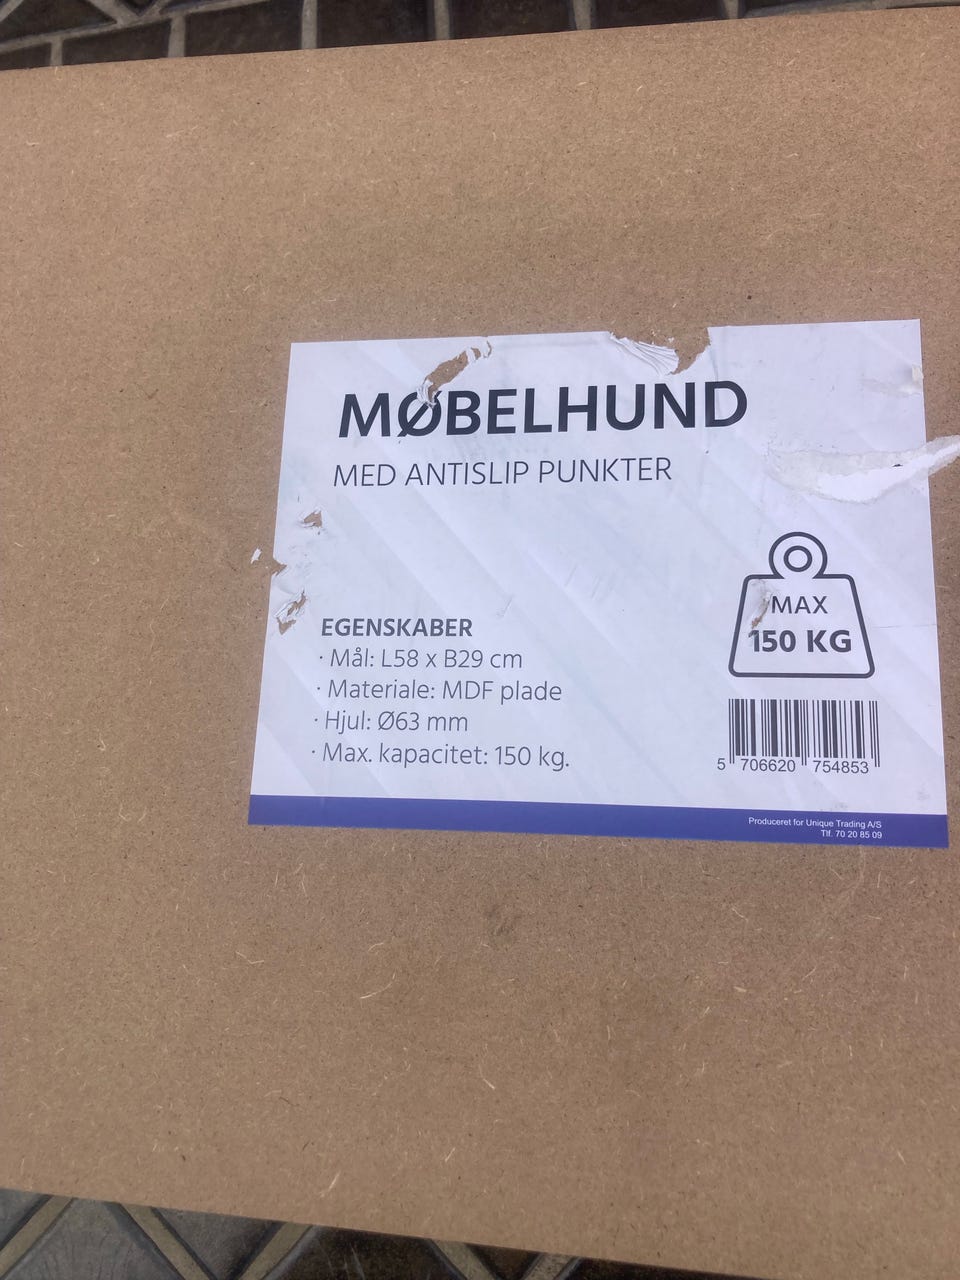 MØBELHUND
MED ANTISLIP PUNKTER
MAX
150 KG
EGENSKABER
· Mål: L58 x B29 cm
· Materiale: MDF plade
· Hjul: Ø63 mm
· Max. kapacitet: 150 kg.
5 706620 754853
Produceret for Unique Trading A/S
Tlf. 70 20 85 09